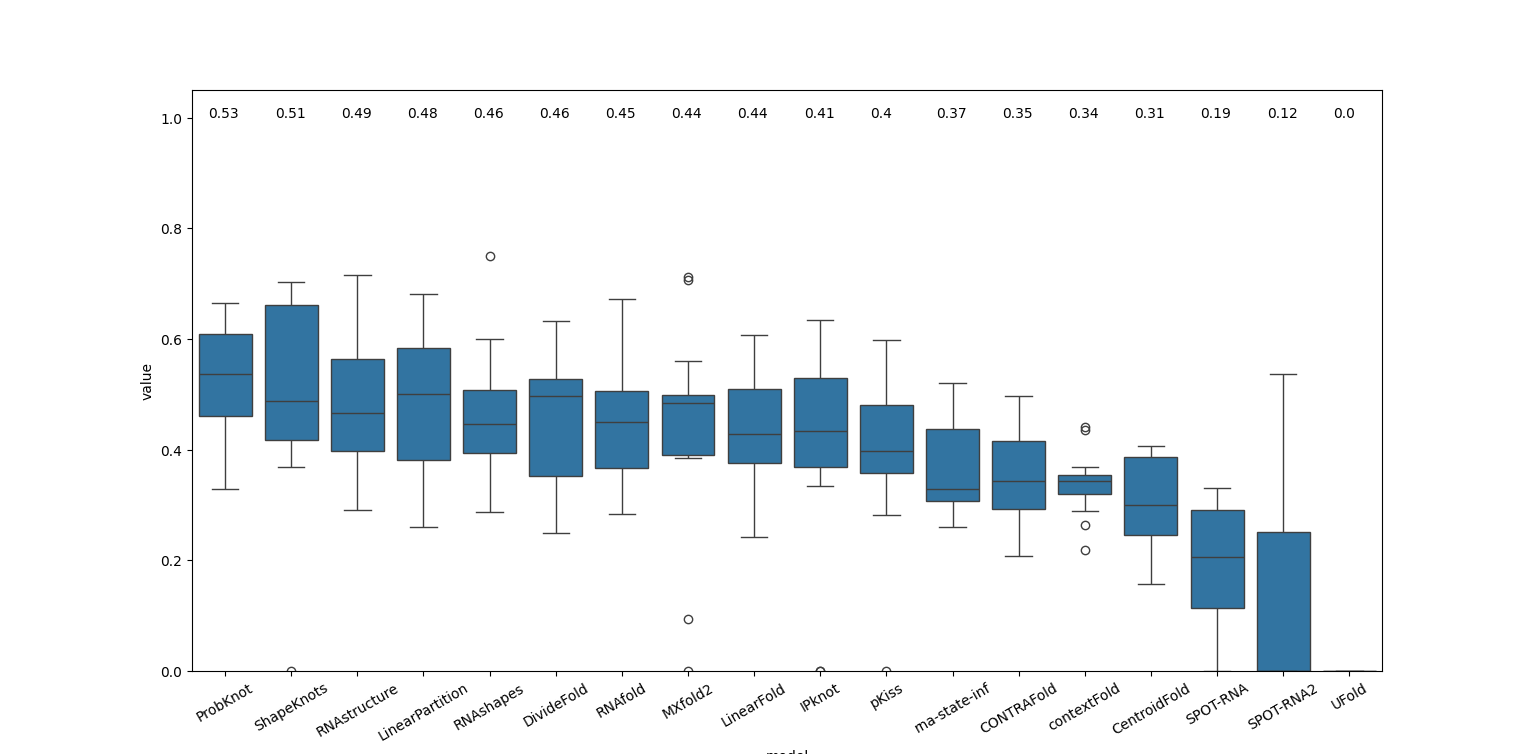 0.53 0.51 0.49 0.48 0.46 0.46 0.45 0.44 0.44 0.41 0.4 0.37 0.35 0.34 0.31 0.19 0.12 0.0
1.0
0.8
0.6
value
0.4
0.2
0.0
ProbKnot ShapeKnots RNAstructure LinearPartition RNAshapes DivideFold RNAfold MXfold2 LinearFold IPknot pKiss rna-state-inf CONTRAFold contextFold CentroidFold SPOT-RNA SPOT-RNA2 UFold
model